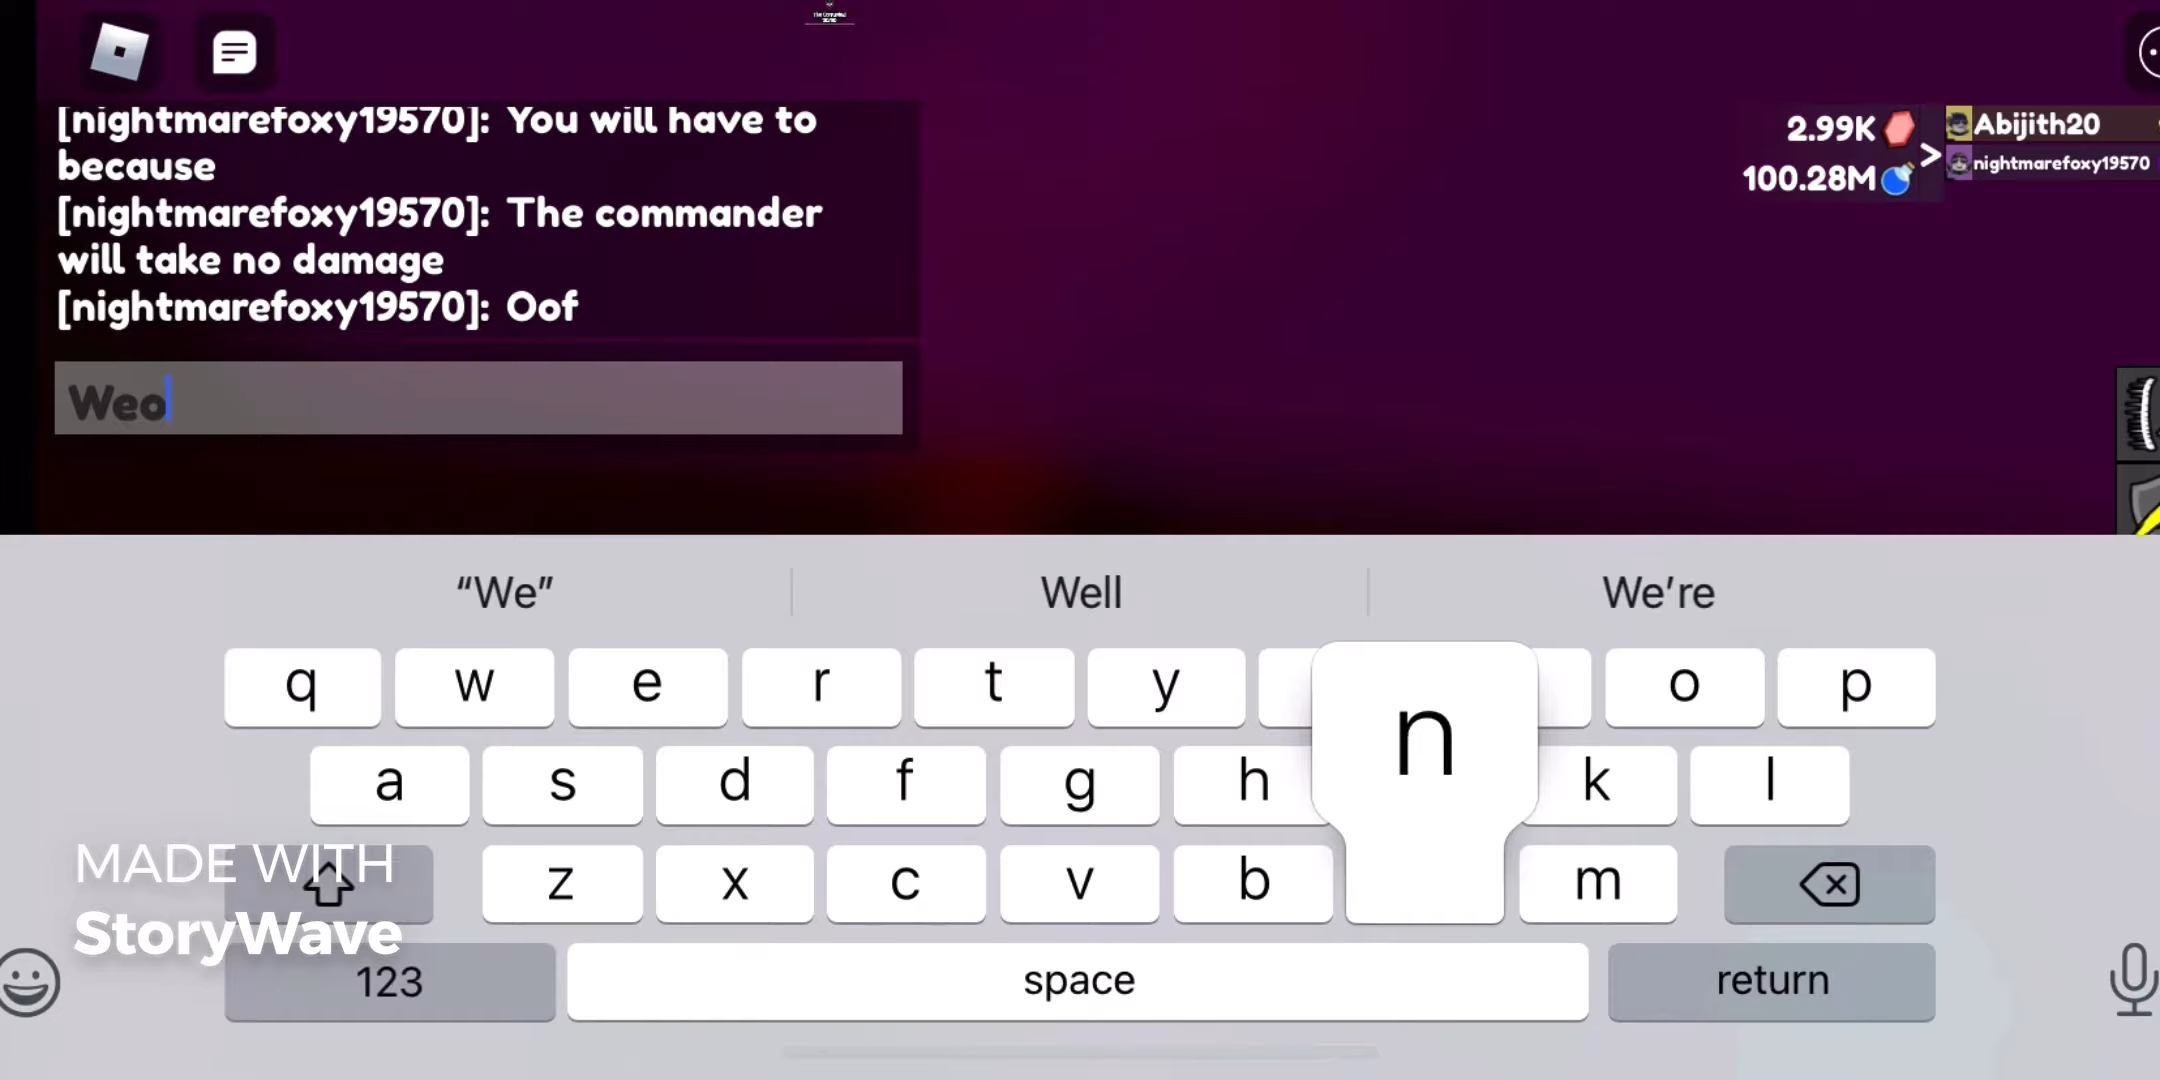 [nightmarefoxy19570]: You will have to
because
[nightmarefoxy19570]: The commander
will take no damage
[nightmarefoxy19570]: Oof
Weo
2.99K
100.28M
>
Abijith20
nightmarefoxy19570
“We” Well We’re
q w e r t y o p
n
a s d f g h k l
z x c v b m
MADE WITH
StoryWave
123 space return